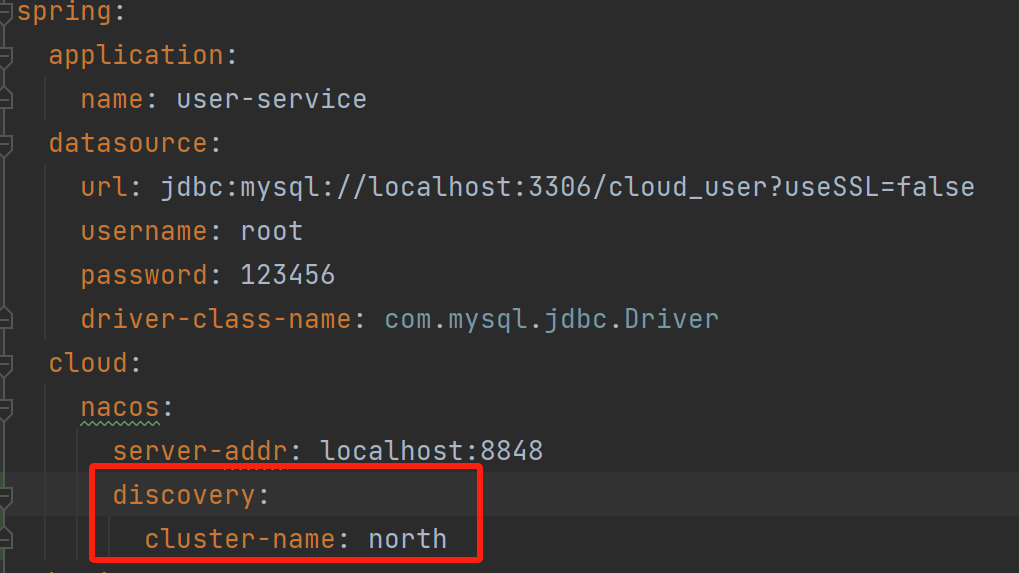 spring:
application:
name: user-service
datasource:
url: jdbc:mysql://localhost:3306/cloud_user?useSSL=false
username: root
password: 123456
driver-class-name: com.mysql.jdbc.Driver
cloud:
nacos:
server-addr: localhost:8848
discovery:
cluster-name: north